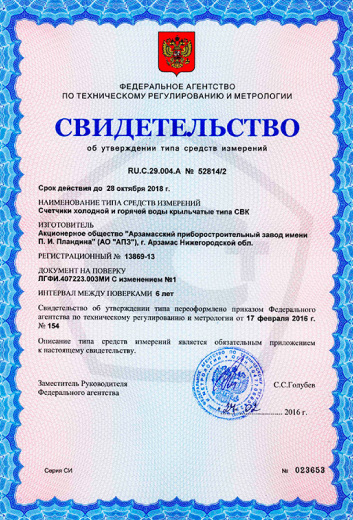 ФЕДЕРАЛЬНОЕ АГЕНТСТВО
ПО ТЕХНИЧЕСКОМУ РЕГУЛИРОВАНИЮ И МЕТРОЛОГИИ
СВИДЕТЕЛЬСТВО
об утверждении типа средств измерений
RU.C.29.004.A № 52814/2
Срок действия до 28 октября 2018 г.
НАИМЕНОВАНИЕ ТИПА СРЕДСТВ ИЗМЕРЕНИЙ
Счетчики холодной и горячей воды крыльчатые типа СВК
ИЗГОТОВИТЕЛЬ
Акционерное общество "Арзамасский приборостроительный завод имени
П. И. Пландина" (АО "АПЗ"), г. Арзамас Нижегородской обл.
РЕГИСТРАЦИОННЫЙ № 13869-13
ДОКУМЕНТ НА ПОВЕРКУ
ПГФИ.407223.003МИ С изменением №1
ИНТЕРВАЛ МЕЖДУ ПОВЕРКАМИ 6 лет
Свидетельство об утверждении типа переоформлено приказом Федерального
агентства по техническому регулированию и метрологии от 17 февраля 2016 г.
№ 154
Описание типа средств измерений является обязательным приложением
к настоящему свидетельству.
Заместитель Руководителя С.С.Голубев
Федерального агентства
2016 г.
Серия СИ № 023653